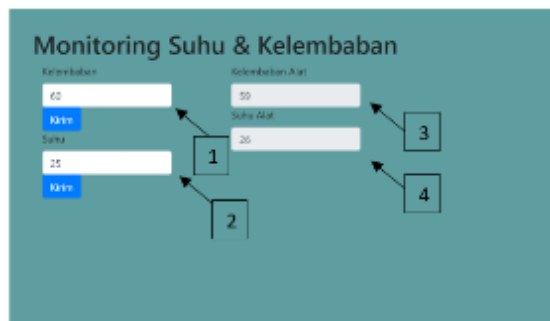 Monitoring Suhu & Kelembaban
Kelembaban
60
Kirim
Suhu
25
Kirim
Kelembaban Alat
59
Suhu Alat
26
1
2
3
4